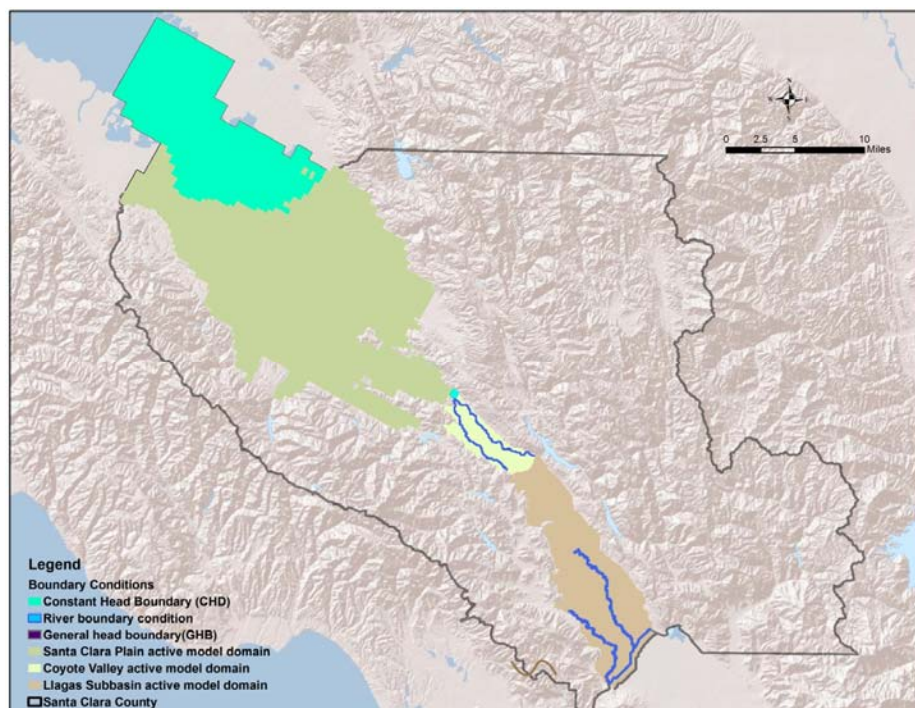 N
W E
S
0 2.5 5 10
Miles
Legend
Boundary Conditions
Constant Head Boundary (CHD)
River boundary condition
General head boundary(GHB)
Santa Clara Plain active model domain
Coyote Valley active model domain
Llagas Subbasin active model domain
Santa Clara County